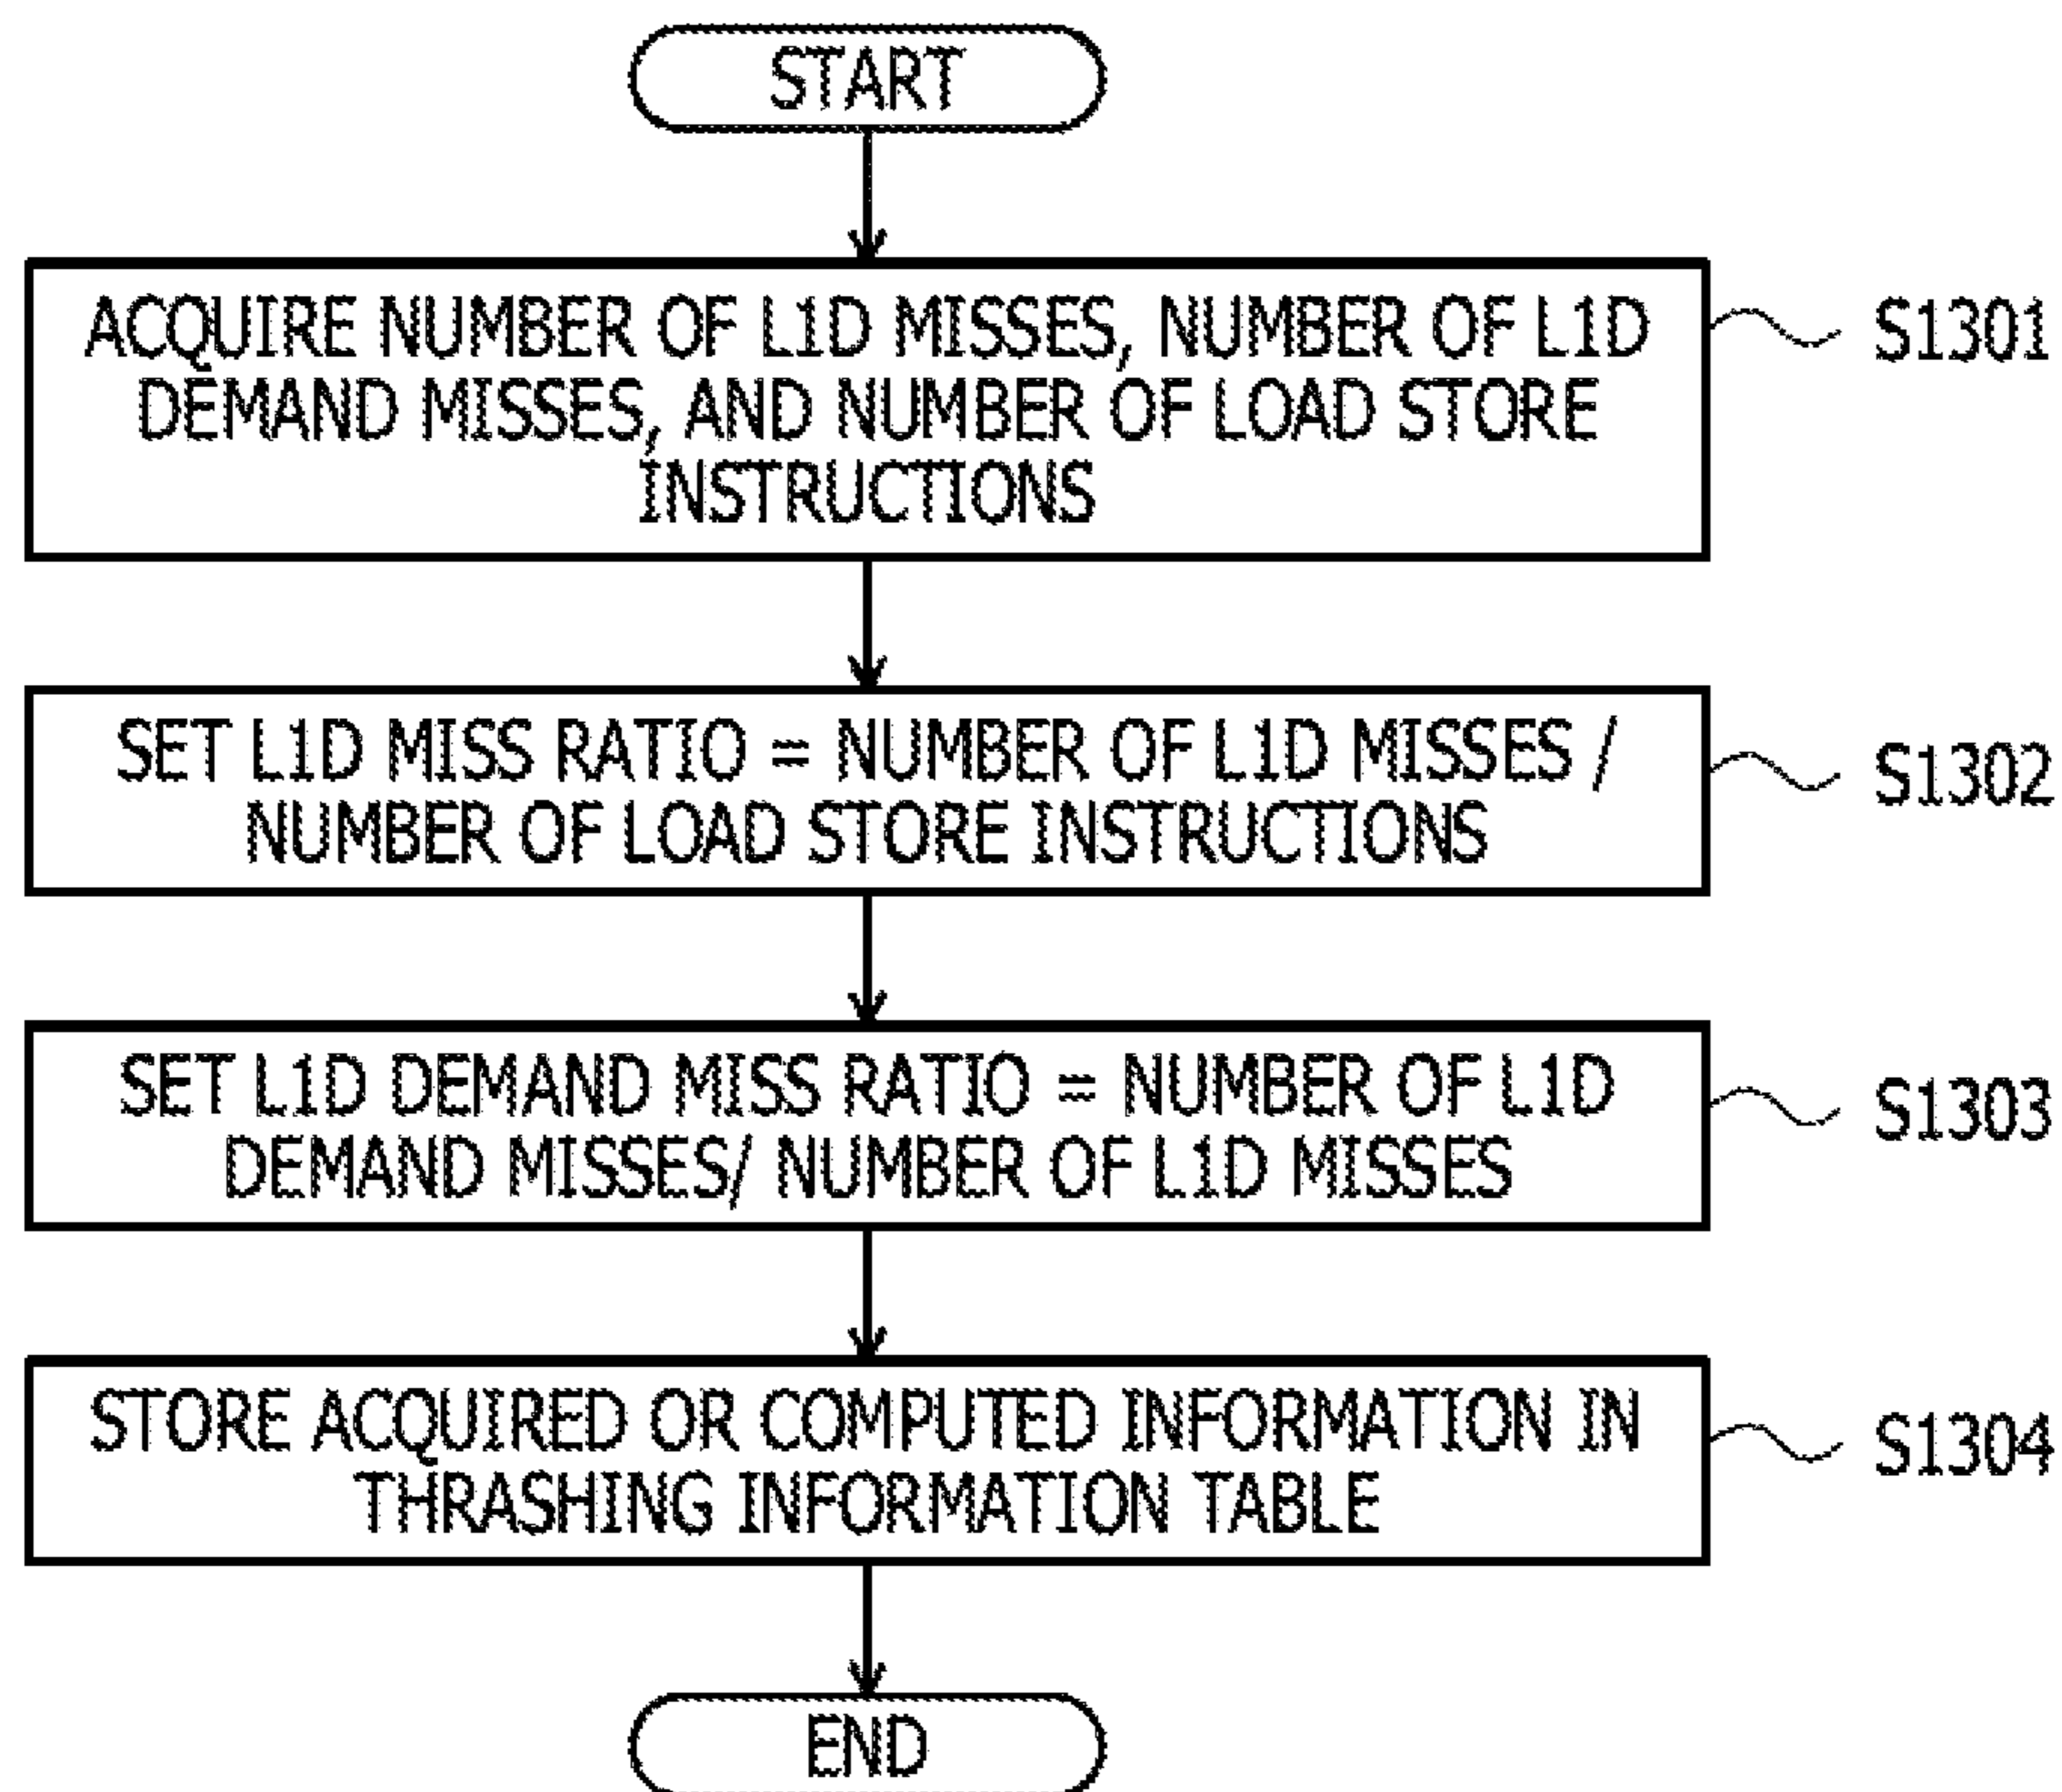 START
ACQUIRE NUMBER OF L1D MISSES, NUMBER OF L1D
DEMAND MISSES, AND NUMBER OF LOAD STORE
INSTRUCTIONS
S1301
SET L1D MISS RATIO = NUMBER OF L1D MISSES /
NUMBER OF LOAD STORE INSTRUCTIONS
S1302
SET L1D DEMAND MISS RATIO = NUMBER OF L1D
DEMAND MISSES/ NUMBER OF L1D MISSES
S1303
STORE ACQUIRED OR COMPUTED INFORMATION IN
THRASHING INFORMATION TABLE
S1304
END